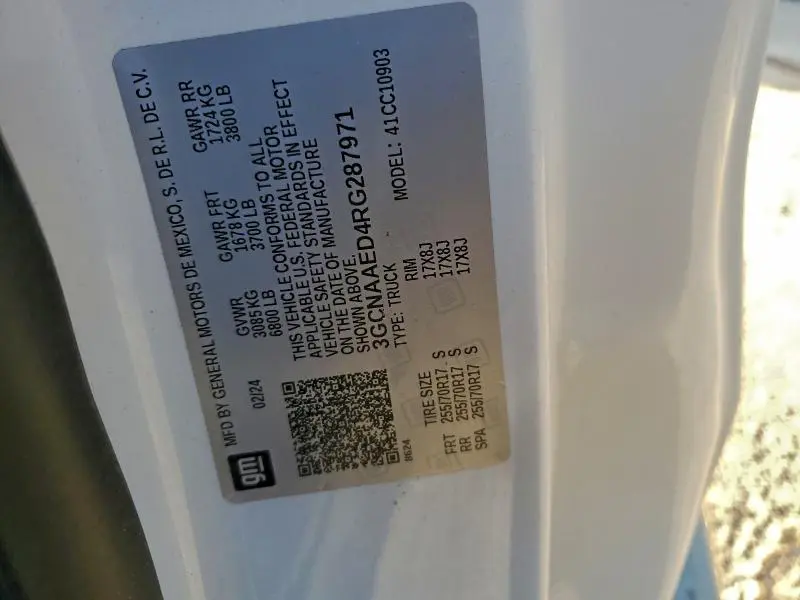 gm
MFD BY GENERAL MOTORS DE MEXICO, S. DE R.L. DE C.V.
02/24 GVWR GAWR FRT GAWR RR
3085 KG 1678 KG 1724 KG
6800 LB 3700 LB 3800 LB
THIS VEHICLE CONFORMS TO ALL
APPLICABLE U.S. FEDERAL MOTOR
VEHICLE SAFETY STANDARDS IN EFFECT
ON THE DATE OF MANUFACTURE
SHOWN ABOVE.
3GCNAAED4RG287971
TYPE: TRUCK MODEL: 41CC10903
8624
TIRE SIZE RIM
FRT 255/70R17 S 17X8J
RR 255/70R17 S 17X8J
SPA 255/70R17 S 17X8J